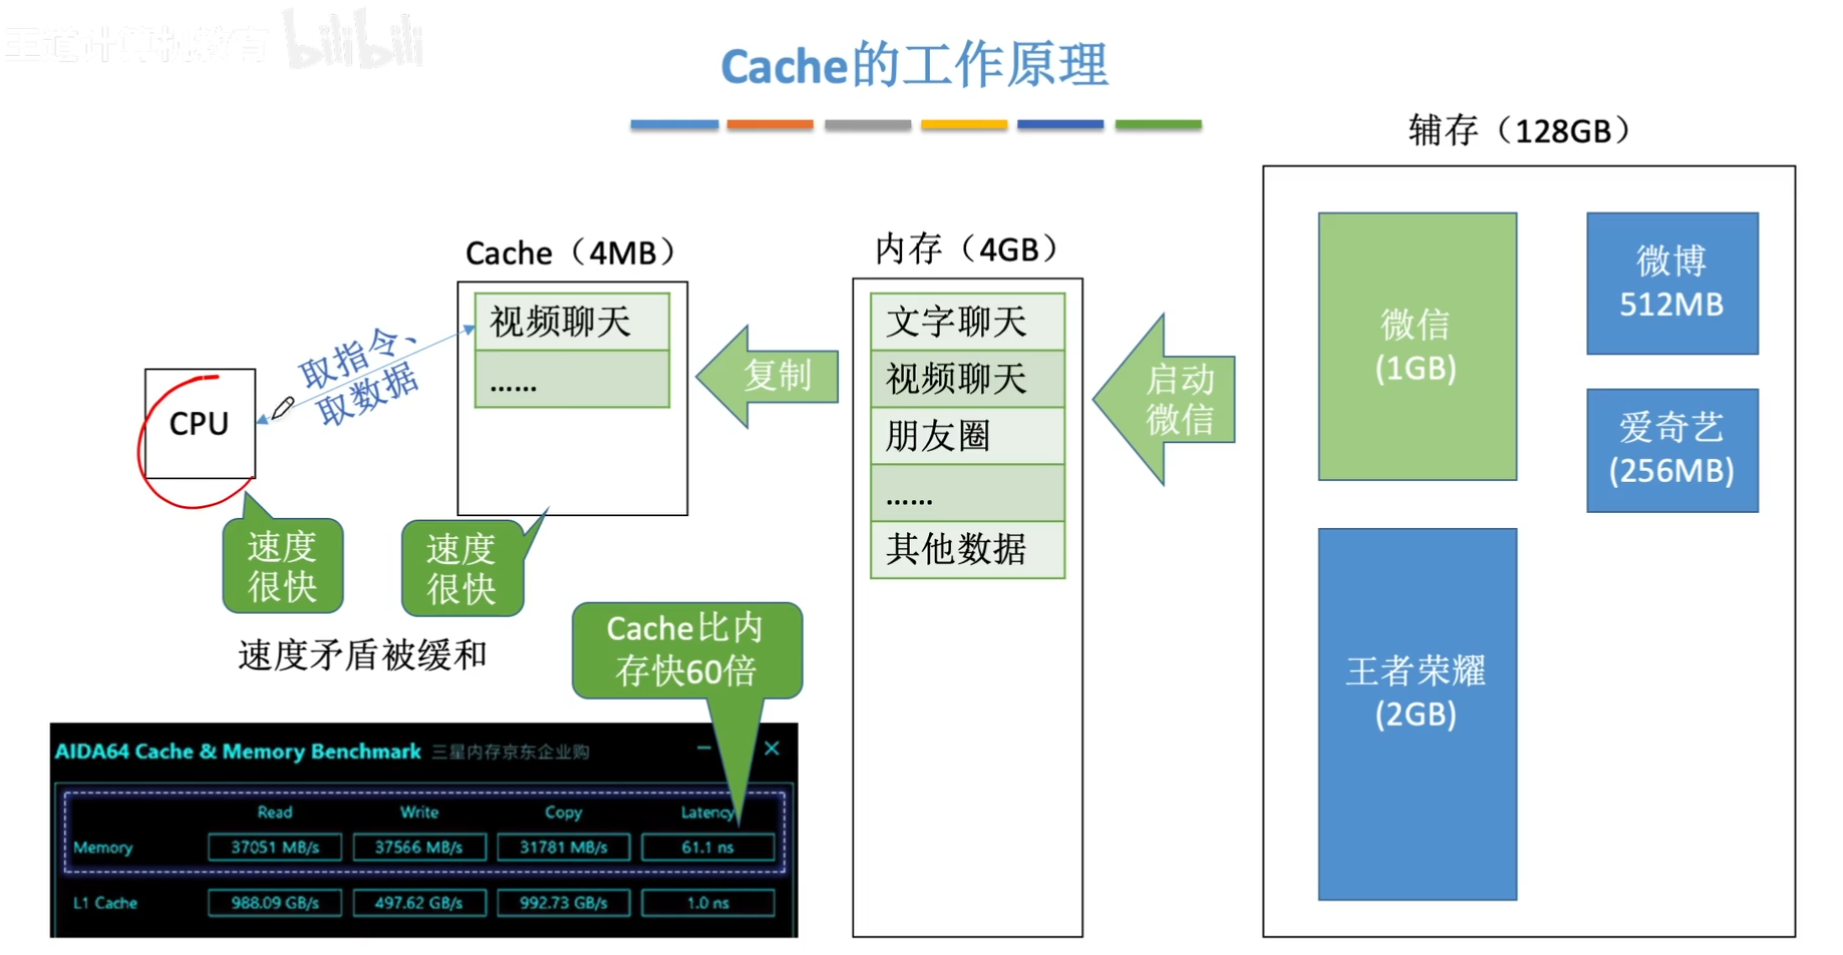 王道计算机教育 bilibili
Cache的工作原理
辅存（128GB）
微信
(1GB)
微博
512MB
爱奇艺
(256MB)
王者荣耀
(2GB)
启动
微信
内存（4GB）
文字聊天
视频聊天
朋友圈
......
其他数据
复制
Cache（4MB）
视频聊天
......
取指令、
取数据
CPU
速度
很快
速度
很快
速度矛盾被缓和
Cache比内
存快60倍
AIDA64 Cache & Memory Benchmark 三星内存京东企业购
Read Write Copy Latency
Memory 37051 MB/s 37566 MB/s 31781 MB/s 61.1 ns
L1 Cache 988.09 GB/s 497.62 GB/s 992.73 GB/s 1.0 ns